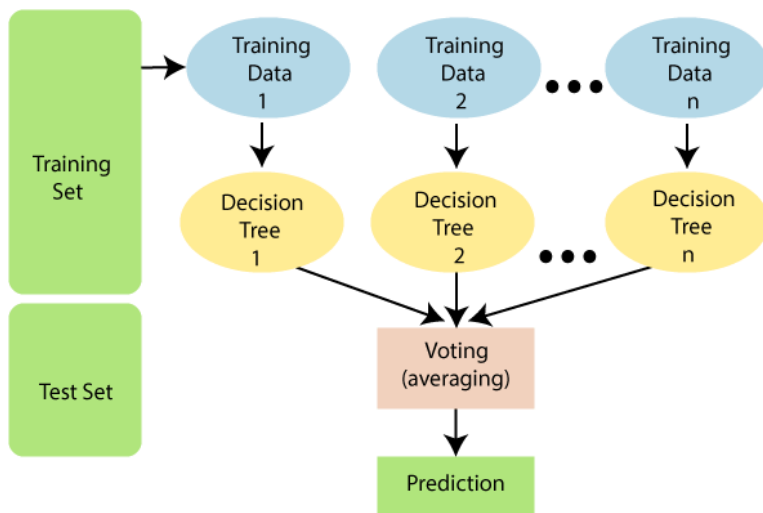 Training
Set
Training
Data
1
Training
Data
2
Training
Data
n
Decision
Tree
1
Decision
Tree
2
Decision
Tree
n
Test Set
Voting
(averaging)
Prediction